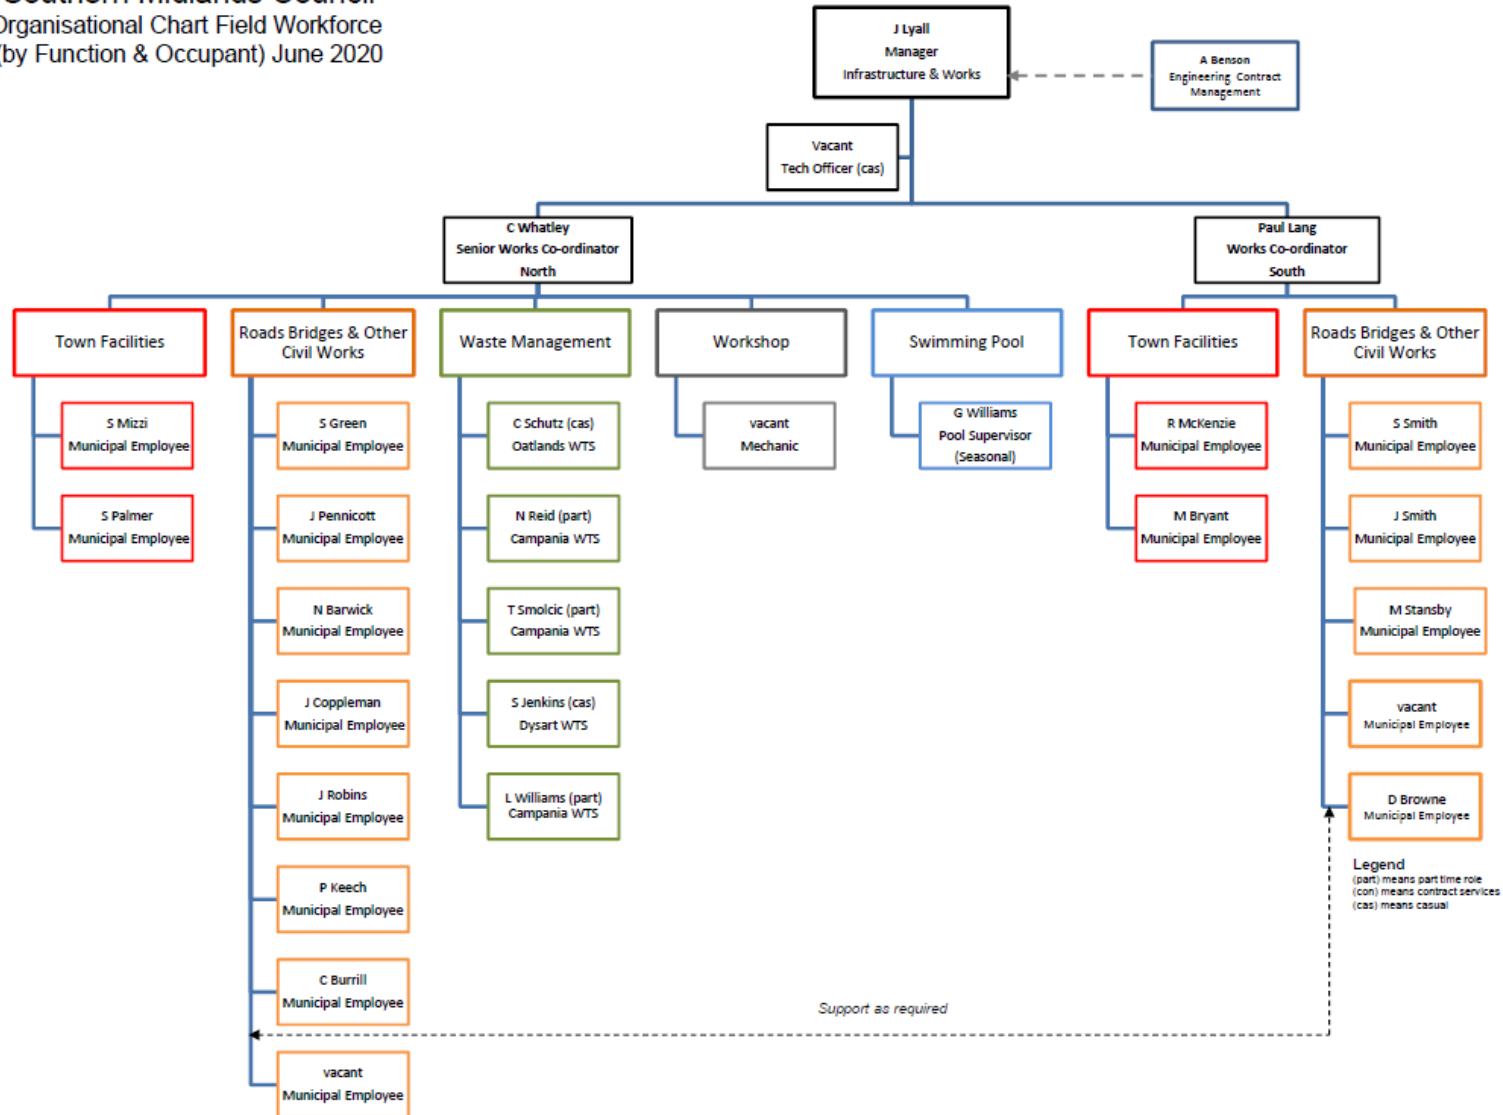 Southern Midlands Council
Organisational Chart Field Workforce
(by Function & Occupant) June 2020
J Lyall
Manager
Infrastructure & Works
A Benson
Engineering Contract
Management
Vacant
Tech Officer (cas)
C Whatley
Senior Works Co-ordinator
North
Paul Lang
Works Co-ordinator
South
Town Facilities
Roads Bridges & Other
Civil Works
Waste Management
Workshop
Swimming Pool
Town Facilities
Roads Bridges & Other
Civil Works
S Mizzi
Municipal Employee
S Green
Municipal Employee
C Schutz (cas)
Oatlands WTS
vacant
Mechanic
G Williams
Pool Supervisor
(Seasonal)
R McKenzie
Municipal Employee
S Smith
Municipal Employee
S Palmer
Municipal Employee
J Pennicott
Municipal Employee
N Reid (part)
Campania WTS
M Bryant
Municipal Employee
J Smith
Municipal Employee
N Barwick
Municipal Employee
T Smolcic (part)
Campania WTS
M Stansby
Municipal Employee
J Coppleman
Municipal Employee
S Jenkins (cas)
Dysart WTS
vacant
Municipal Employee
J Robins
Municipal Employee
L Williams (part)
Campania WTS
D Browne
Municipal Employee
P Keech
Municipal Employee
Legend
(part) means part time role
(con) means contract services
(cas) means casual
C Burrill
Municipal Employee
Support as required
vacant
Municipal Employee